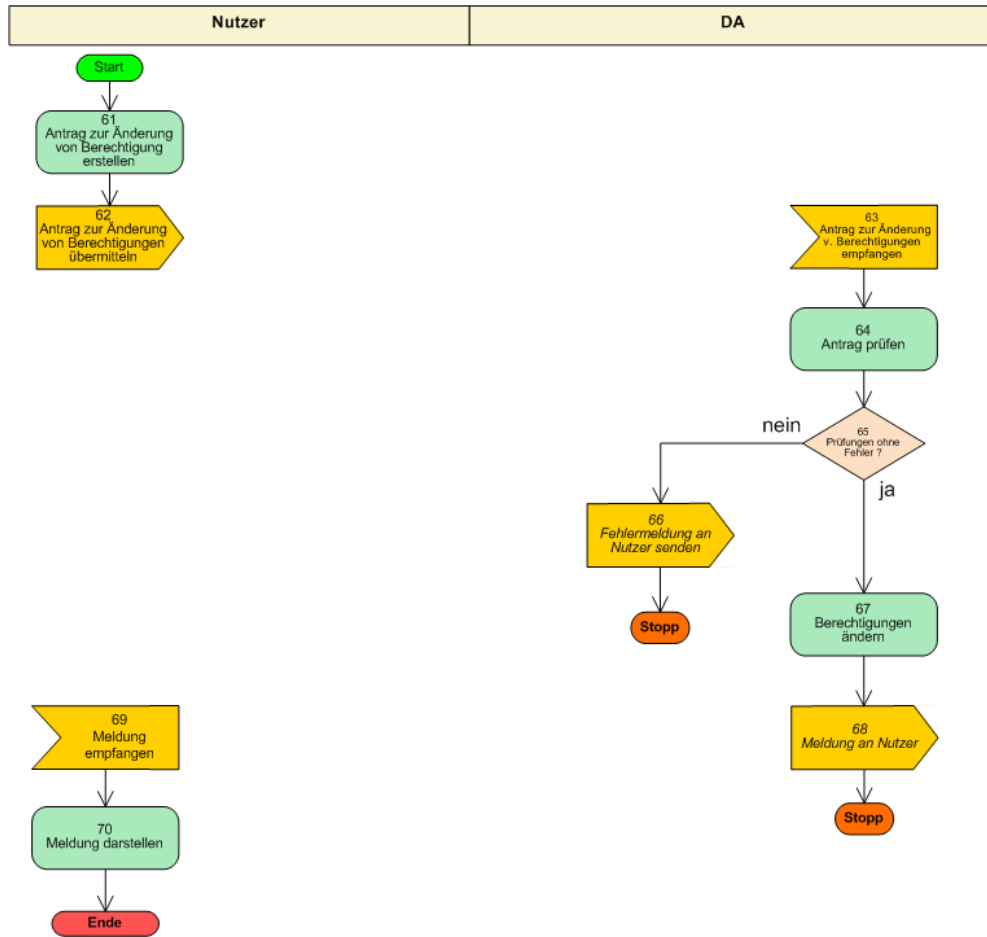 Nutzer
DA
Start
61
Antrag zur Änderung
von Berechtigung
erstellen
62
Antrag zur Änderung
von Berechtigungen
übermitteln
63
Antrag zur Änderung
v. Berechtigungen
empfangen
64
Antrag prüfen
65
Prüfungen ohne
Fehler ?
nein
ja
66
Fehlermeldung an
Nutzer senden
Stopp
67
Berechtigungen
ändern
68
Meldung an Nutzer
Stopp
69
Meldung
empfangen
70
Meldung darstellen
Ende